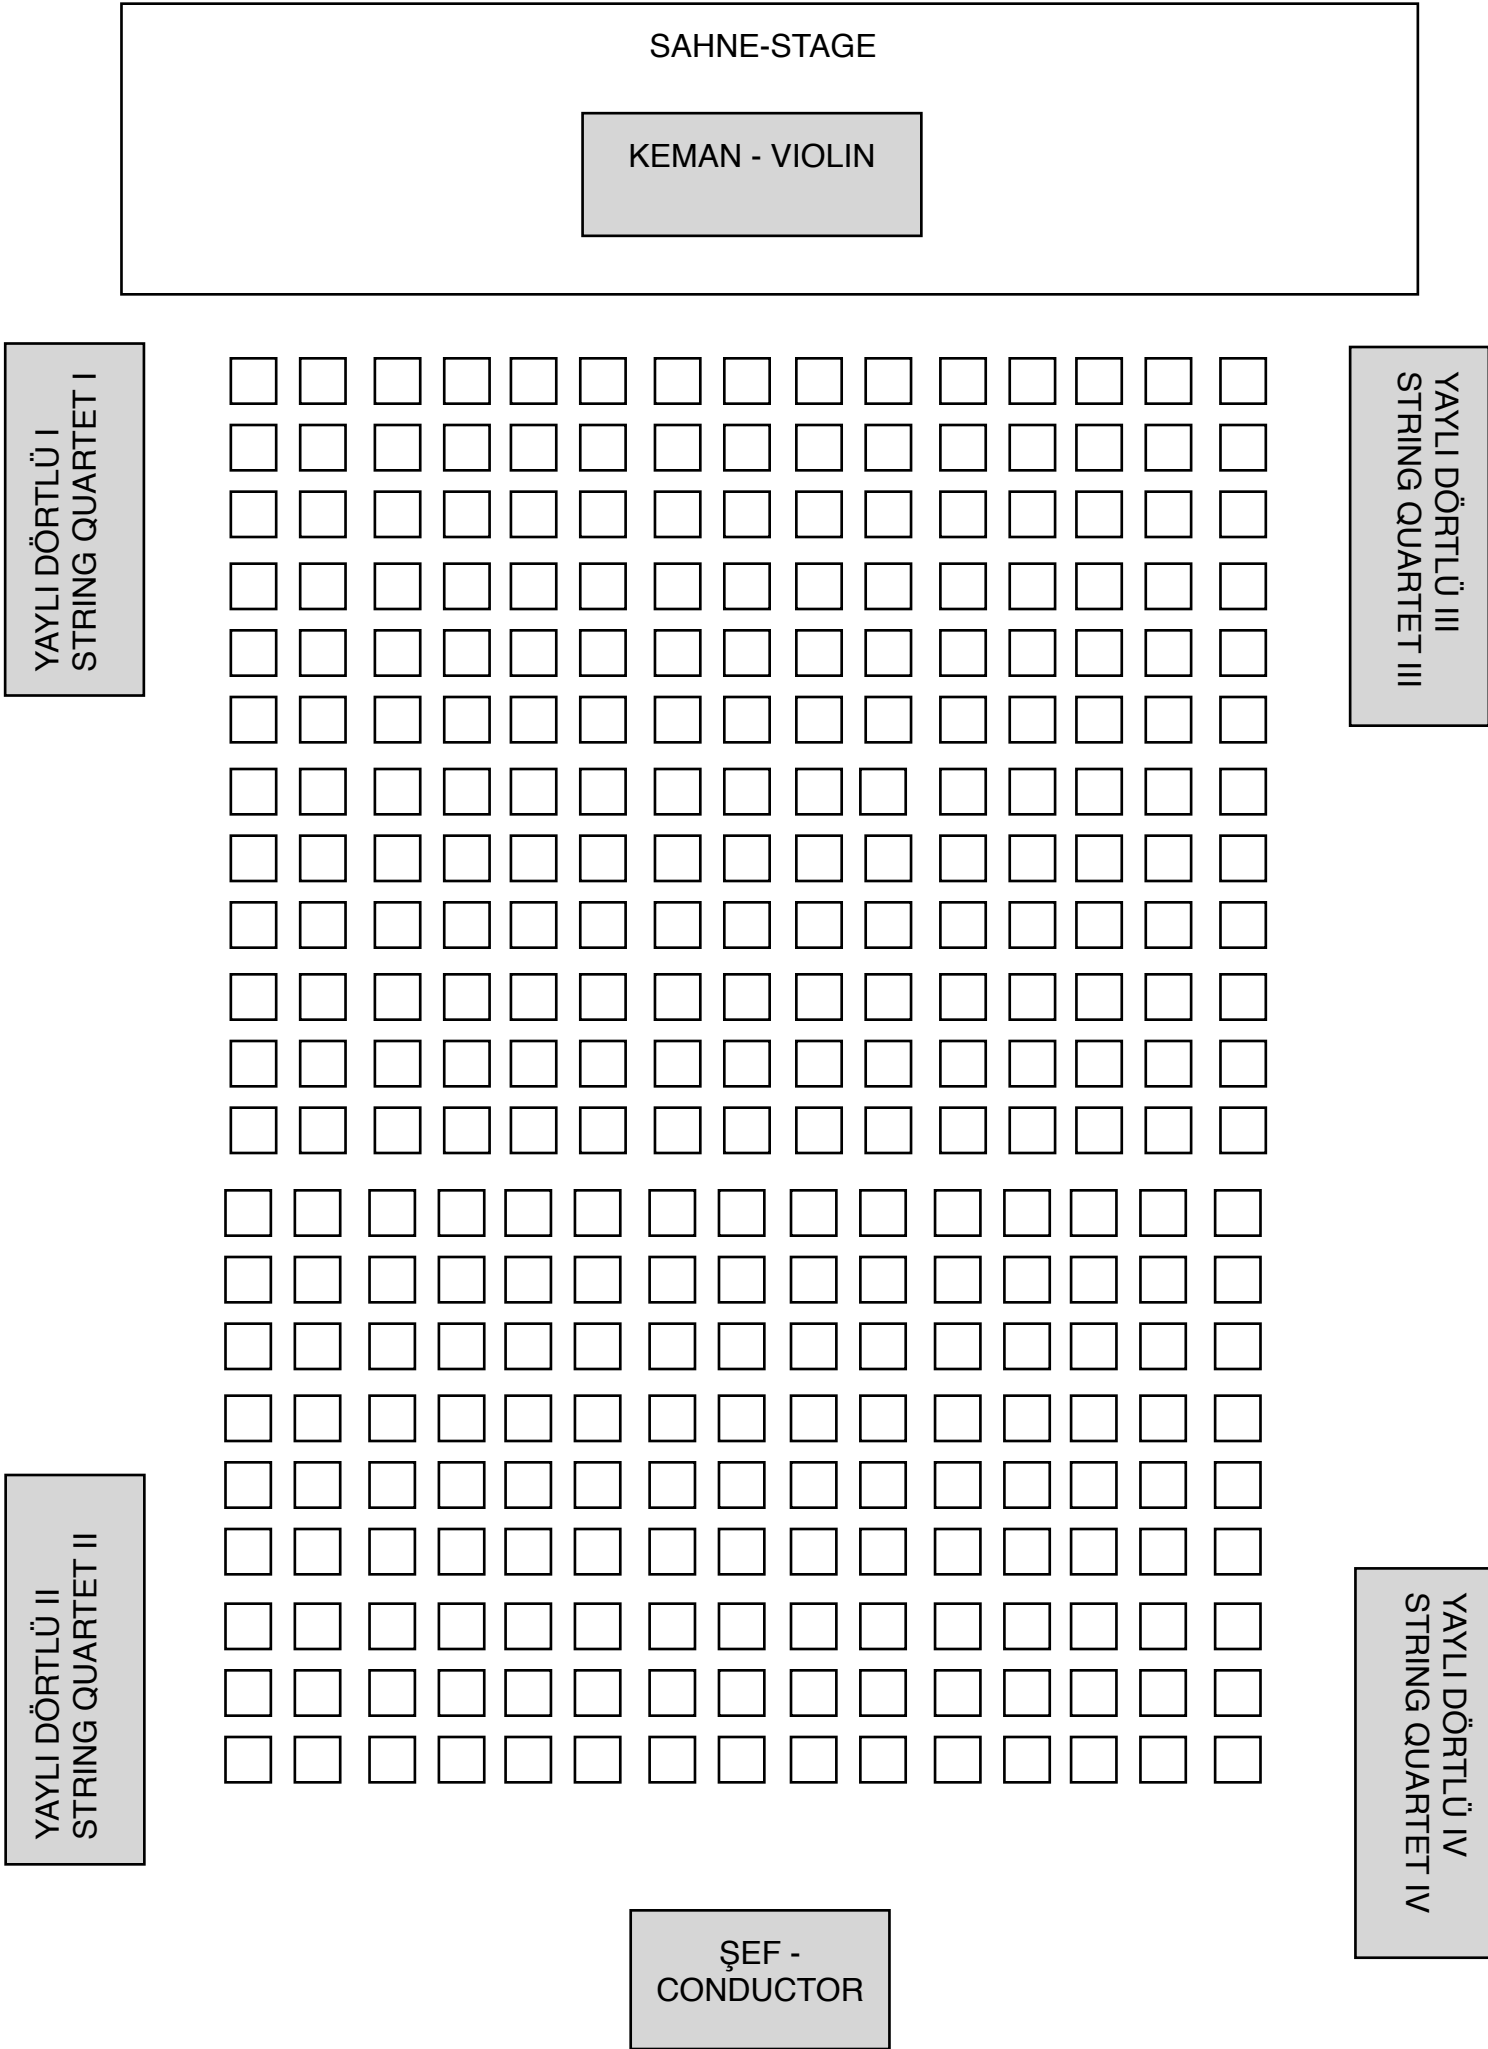 SAHNE-STAGE
KEMAN - VIOLIN
YAYLI DÖRTLÜ I
STRING QUARTET I
YAYLI DÖRTLÜ III
STRING QUARTET III
YAYLI DÖRTLÜ II
STRING QUARTET II
YAYLI DÖRTLÜ IV
STRING QUARTET IV
ŞEF -
CONDUCTOR